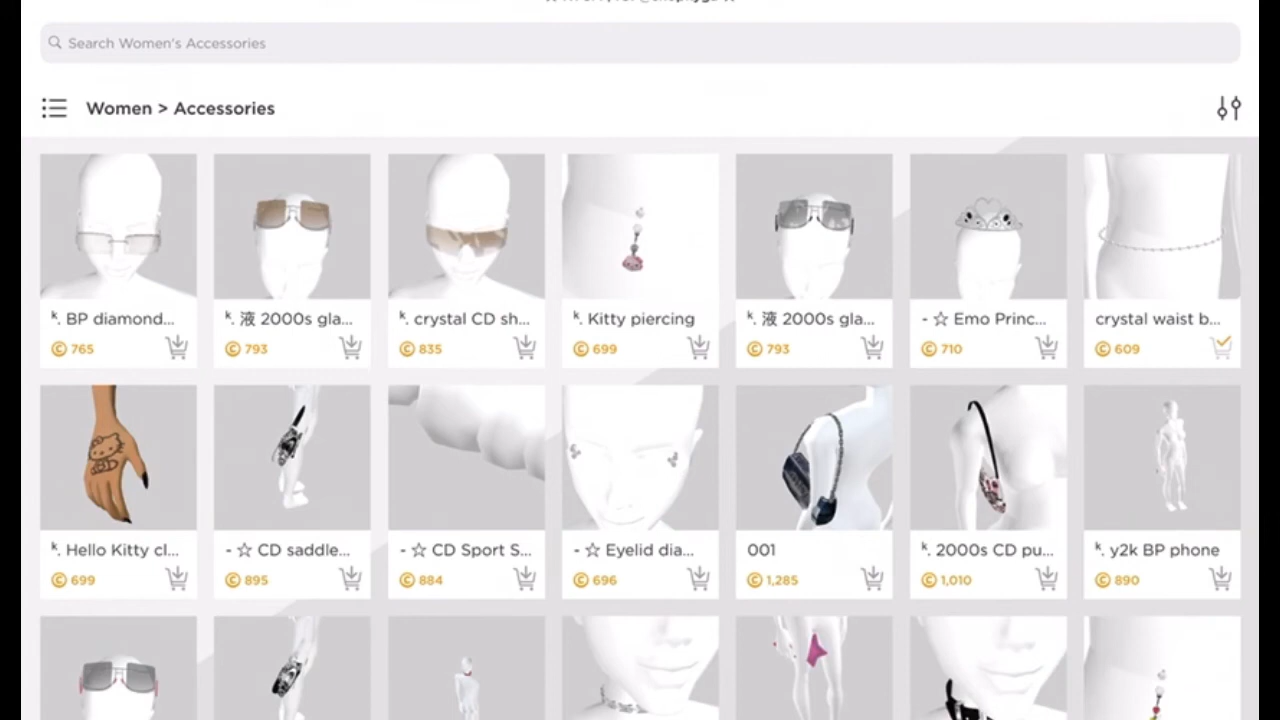 Search Women's Accessories
Women > Accessories
ᵏ. BP diamond...
ᵏ. 液 2000s gla...
ᵏ. crystal CD sh...
ᵏ. Kitty piercing
ᵏ. 液 2000s gla...
- ☆ Emo Princ...
crystal waist b...
765
793
835
699
793
710
609
ᵏ. Hello Kitty cl...
- ☆ CD saddle...
- ☆ CD Sport S...
- ☆ Eyelid dia...
001
ᵏ. 2000s CD pu...
ᵏ. y2k BP phone
699
895
884
696
1,285
1,010
890